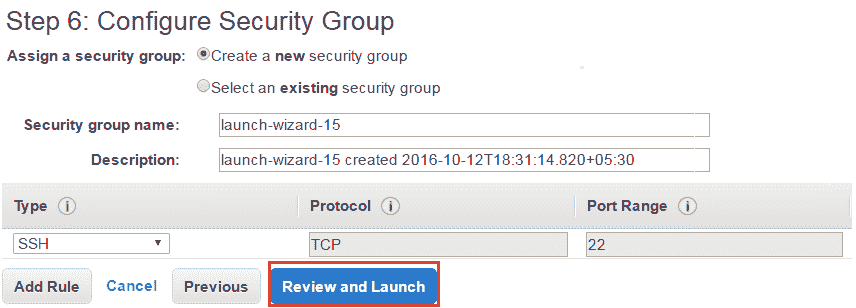 Step 6: Configure Security Group
Assign a security group: Create a new security group
Select an existing security group
Security group name: launch-wizard-15
Description: launch-wizard-15 created 2016-10-12T18:31:14.820+05:30
Type i Protocol i Port Range i
SSH TCP 22
Add Rule Cancel Previous Review and Launch